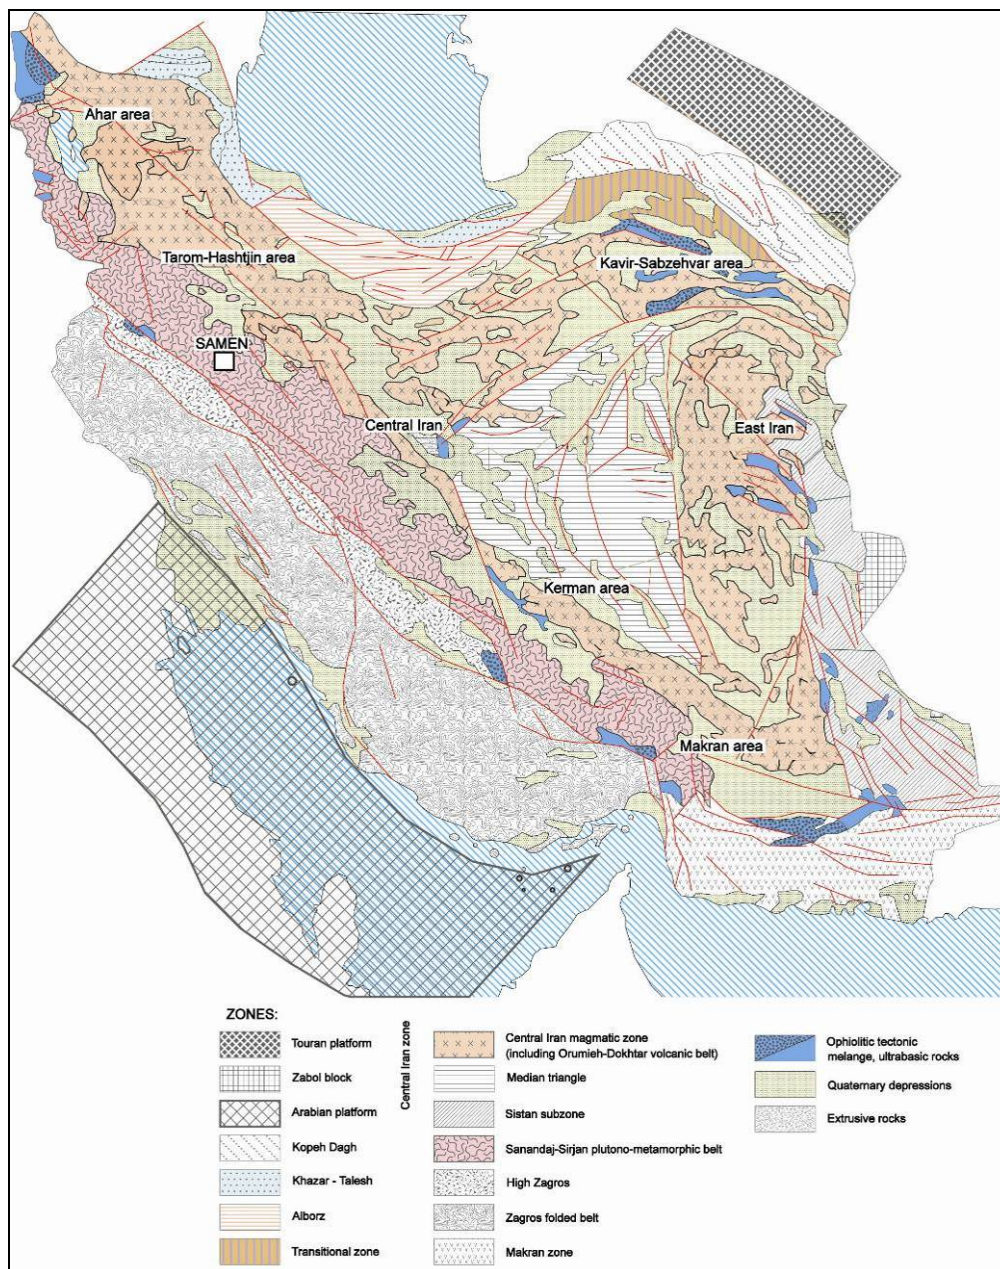 Ahar area
Tarom-Hashtjin area
Kavir-Sabzehvar area
SAMEN
Central Iran
East Iran
Kerman area
Makran area
ZONES:
Touran platform
Zabol block
Arabian platform
Kopeh Dagh
Khazar - Talesh
Alborz
Transitional zone
Central Iran zone
Central Iran magmatic zone
(including Orumieh-Dokhtar volcanic belt)
Median triangle
Sistan subzone
Sanandaj-Sirjan plutono-metamorphic belt
High Zagros
Zagros folded belt
Makran zone
Ophiolitic tectonic
melange, ultrabasic rocks
Quaternary depressions
Extrusive rocks